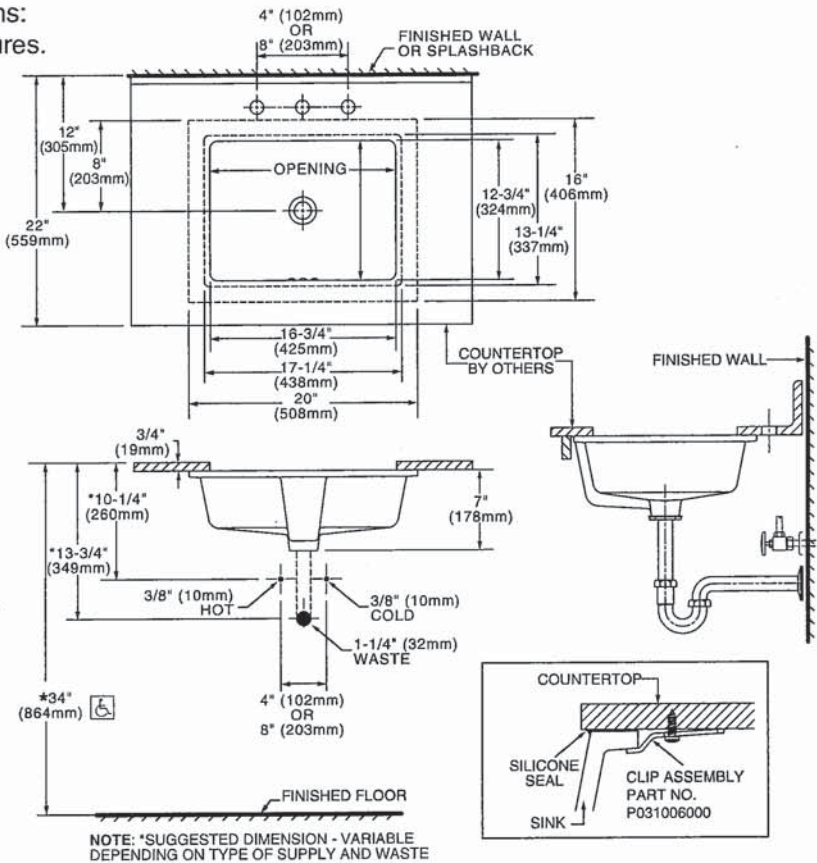 ns:
ures.
4" (102mm)
OR
8" (203mm)
FINISHED WALL
OR SPLASHBACK
12"
(305mm)
8"
(203mm)
22"
(559mm)
OPENING
12-3/4"
(324mm)
13-1/4"
(337mm)
16"
(406mm)
16-3/4"
(425mm)
17-1/4"
(438mm)
20"
(508mm)
COUNTERTOP
BY OTHERS
FINISHED WALL
3/4"
(19mm)
*10-1/4"
(260mm)
*13-3/4"
(349mm)
7"
(178mm)
3/8" (10mm)
HOT
3/8" (10mm)
COLD
1-1/4" (32mm)
WASTE
4" (102mm)
OR
8" (203mm)
*34"
(864mm)
FINISHED FLOOR
COUNTERTOP
SILICONE
SEAL
SINK
CLIP ASSEMBLY
PART NO.
P031006000
NOTE: *SUGGESTED DIMENSION - VARIABLE
DEPENDING ON TYPE OF SUPPLY AND WASTE